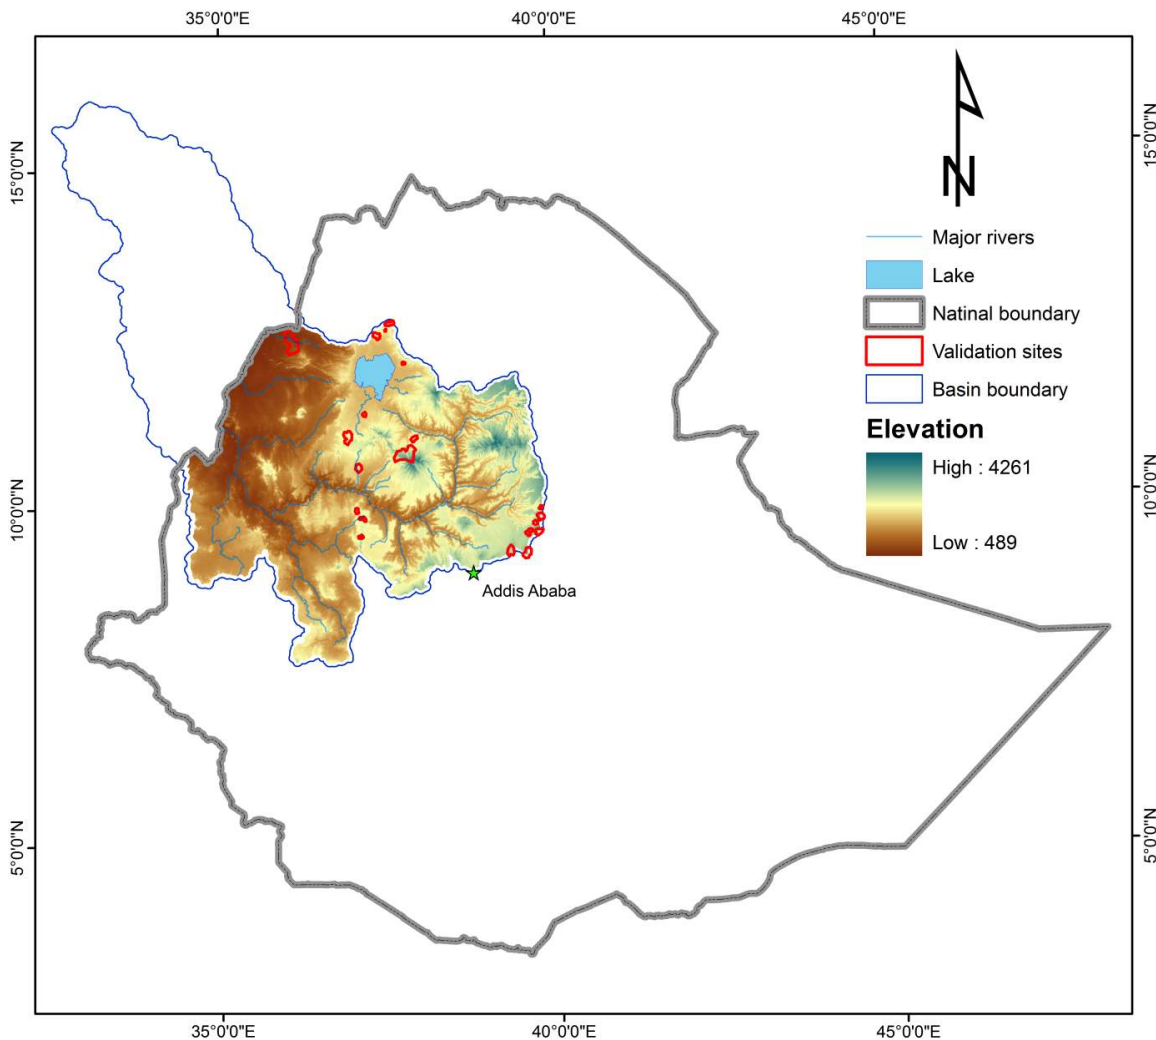 35°0'0"E
40°0'0"E
45°0'0"E
15°0'0"N
15°0'0"N
N
Major rivers
Lake
Natinal boundary
Validation sites
Basin boundary
Elevation
High : 4261
Low : 489
10°0'0"N
10°0'0"N
Addis Ababa
5°0'0"N
5°0'0"N
35°0'0"E
40°0'0"E
45°0'0"E